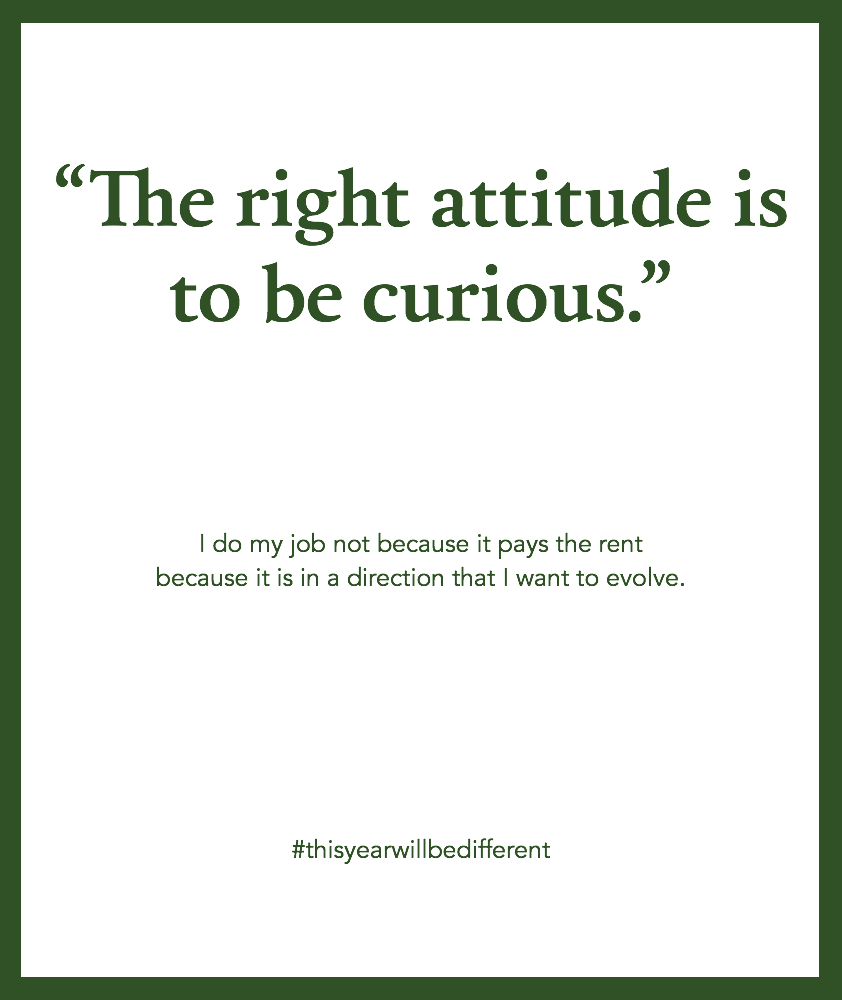 “The right attitude is
to be curious.”
I do my job not because it pays the rent
because it is in a direction that I want to evolve.
#thisyearwillbedifferent